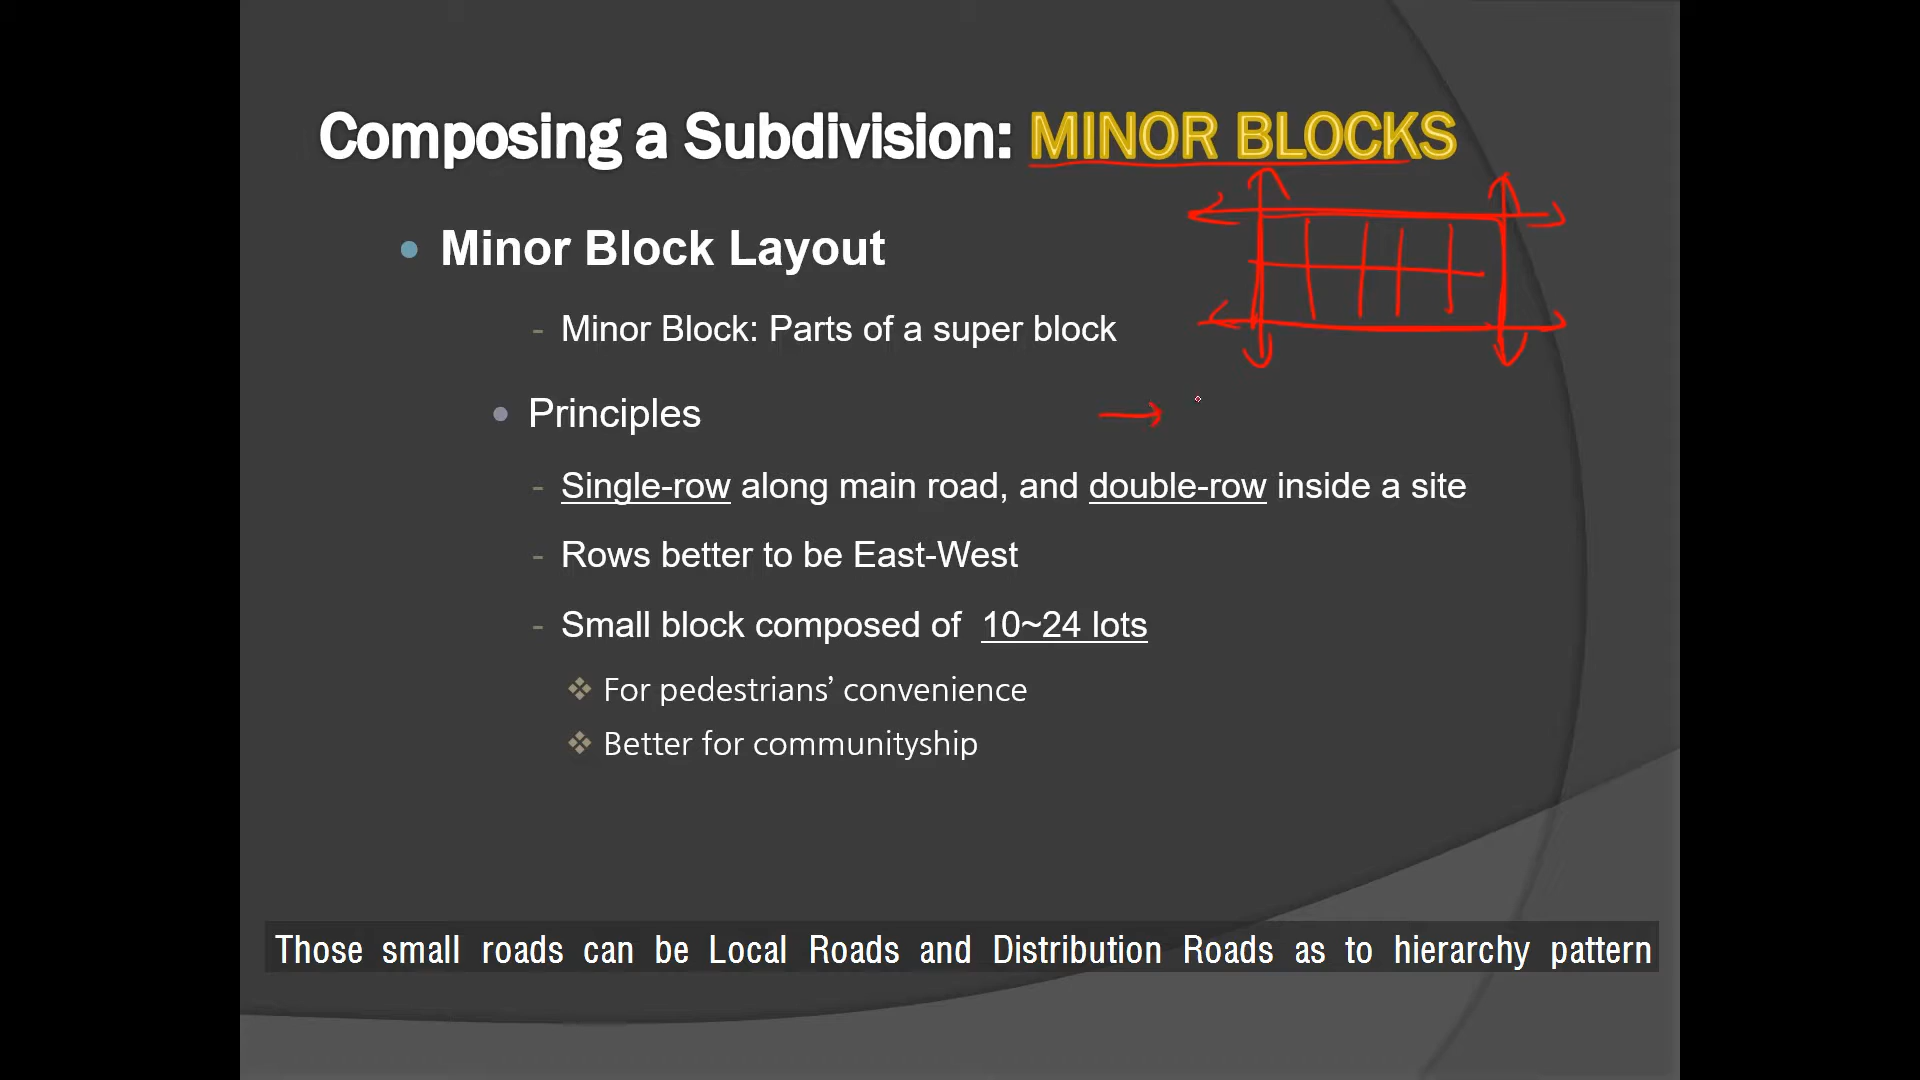 Composing a Subdivision: MINOR BLOCKS
Minor Block Layout
- Minor Block: Parts of a super block
Principles
- Single-row along main road, and double-row inside a site
- Rows better to be East-West
- Small block composed of 10~24 lots
For pedestrians’ convenience
Better for communityship
Those small roads can be Local Roads and Distribution Roads as to hierarchy pattern